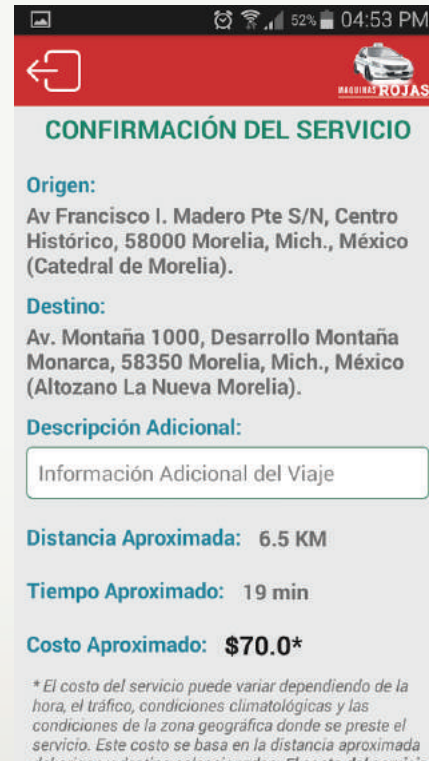 52% 04:53 PM
MAQUINAS ROJAS
CONFIRMACIÓN DEL SERVICIO
Origen:
Av Francisco I. Madero Pte S/N, Centro
Histórico, 58000 Morelia, Mich., México
(Catedral de Morelia).
Destino:
Av. Montaña 1000, Desarrollo Montaña
Monarca, 58350 Morelia, Mich., México
(Altozano La Nueva Morelia).
Descripción Adicional:
Información Adicional del Viaje
Distancia Aproximada: 6.5 KM
Tiempo Aproximado: 19 min
Costo Aproximado: $70.0*
* El costo del servicio puede variar dependiendo de la
hora, el tráfico, condiciones climatológicas y las
condiciones de la zona geográfica donde se preste el
servicio. Este costo se basa en la distancia aproximada